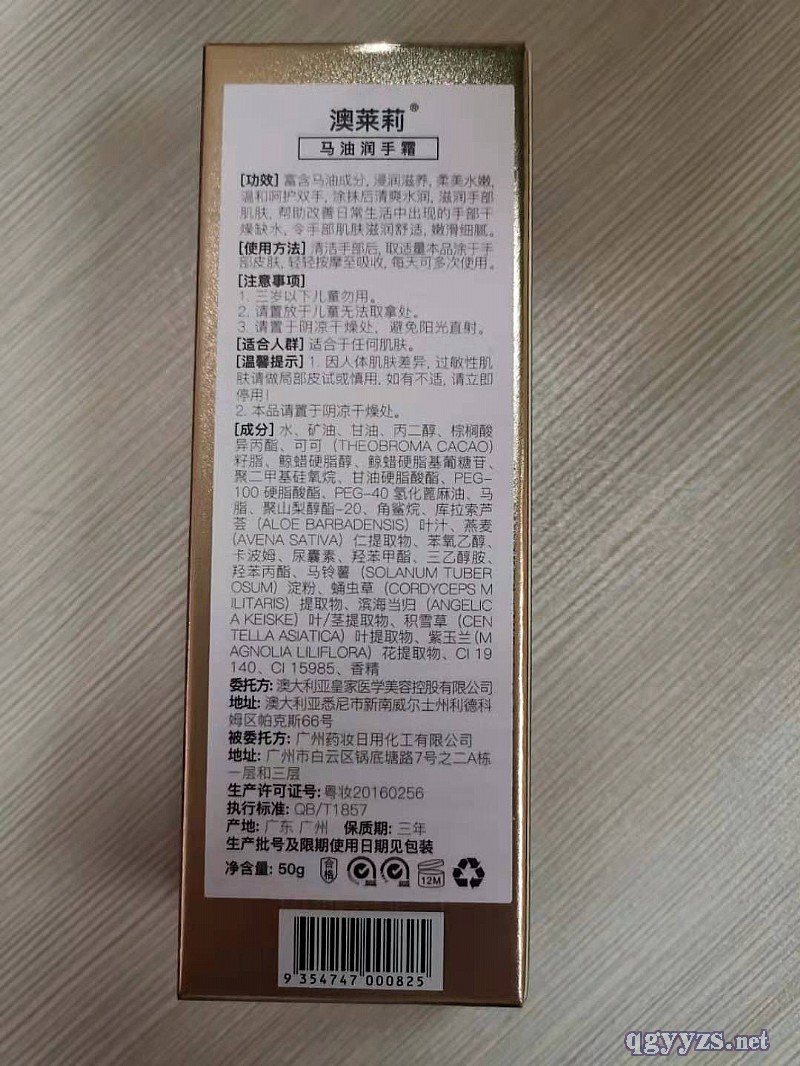 澳莱莉®
马油润手霜
[功效] 富含马油成分, 浸润滋养, 柔美水嫩,
温和呵护双手, 涂抹后清爽水润, 滋润手部
肌肤, 帮助改善日常生活中出现的手部干
燥缺水, 令手部肌肤滋润舒适, 嫩滑细腻。
[使用方法] 清洁手部后, 取适量本品涂于手
部皮肤, 轻轻按摩至吸收, 每天可多次使用。
[注意事项]
1. 三岁以下儿童勿用。
2. 请置放于儿童无法取拿处。
3. 请置于阴凉干燥处、避免阳光直射。
[适合人群] 适合于任何肌肤。
[温馨提示] 1. 因人体肌肤差异, 过敏性肌
肤请做局部皮试或慎用, 如有不适, 请立即
停用!
2. 本品请置于阴凉干燥处。
[成分] 水、矿油、甘油、丙二醇、棕榈酸
异丙酯、可可（THEOBROMA CACAO）
籽脂、鲸蜡硬脂醇、鲸蜡硬脂基葡糖苷、
聚二甲基硅氧烷、甘油硬脂酸酯、PEG-
100 硬脂酸酯、PEG-40 氢化蓖麻油、马
脂、聚山梨醇酯-20、角鲨烷、库拉索芦
荟 (ALOE BARBADENSIS) 叶汁、燕麦
(AVENA SATIVA) 仁提取物、苯氧乙醇、
卡波姆、尿囊素、羟苯甲酯、三乙醇胺、
羟苯丙酯、马铃薯（SOLANUM TUBER
OSUM）淀粉、蛹虫草（CORDYCEPS M
ILITARIS）提取物、滨海当归（ANGELIC
A KEISKE）叶/茎提取物、积雪草（CEN
TELLA ASIATICA）叶提取物、紫玉兰（M
AGNOLIA LILIFLORA）花提取物、CI 19
140、CI 15985、香精
委托方: 澳大利亚皇家医学美容控股有限公司
地址: 澳大利亚悉尼市新南威尔士州利德科
姆区帕克斯66号
被委托方: 广州药妆日用化工有限公司
地址: 广州市白云区锅底塘路7号之二A栋
一层和三层
生产许可证号: 粤妆20160256
执行标准: QB/T1857
产地: 广东 广州 保质期: 三年
生产批号及限期使用日期见包装
净含量: 50g 合格 12M
9 354747 000825
qgyyzs.net